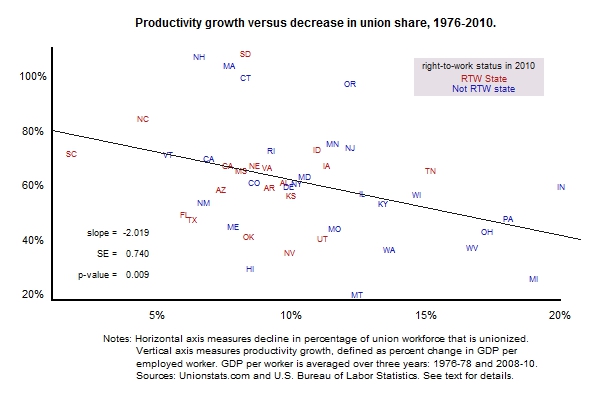 Productivity growth versus decrease in union share, 1976-2010.
NH
SD
MA
CT
OR
right-to-work status in 2010
RTW State
Not RTW state
100%
NC
80%
SC
VT
CA
RI
MN
NJ
ID
GA
MS
NE
VA
IA
TN
CO
MD
NY
DE
AL
60%
AZ
AR
KS
IL
WI
IN
NM
KY
FL
TX
ME
MO
PA
OH
slope = -2.019
OK
UT
40%
WA
WV
SE = 0.740
NV
HI
p-value = 0.009
MI
20%
MT
5%
10%
15%
20%
Notes: Horizontal axis measures decline in percentage of union workforce that is unionized.
Vertical axis measures productivity growth, defined as percent change in GDP per
employed worker. GDP per worker is averaged over three years: 1976-78 and 2008-10.
Sources: Unionstats.com and U.S. Bureau of Labor Statistics. See text for details.